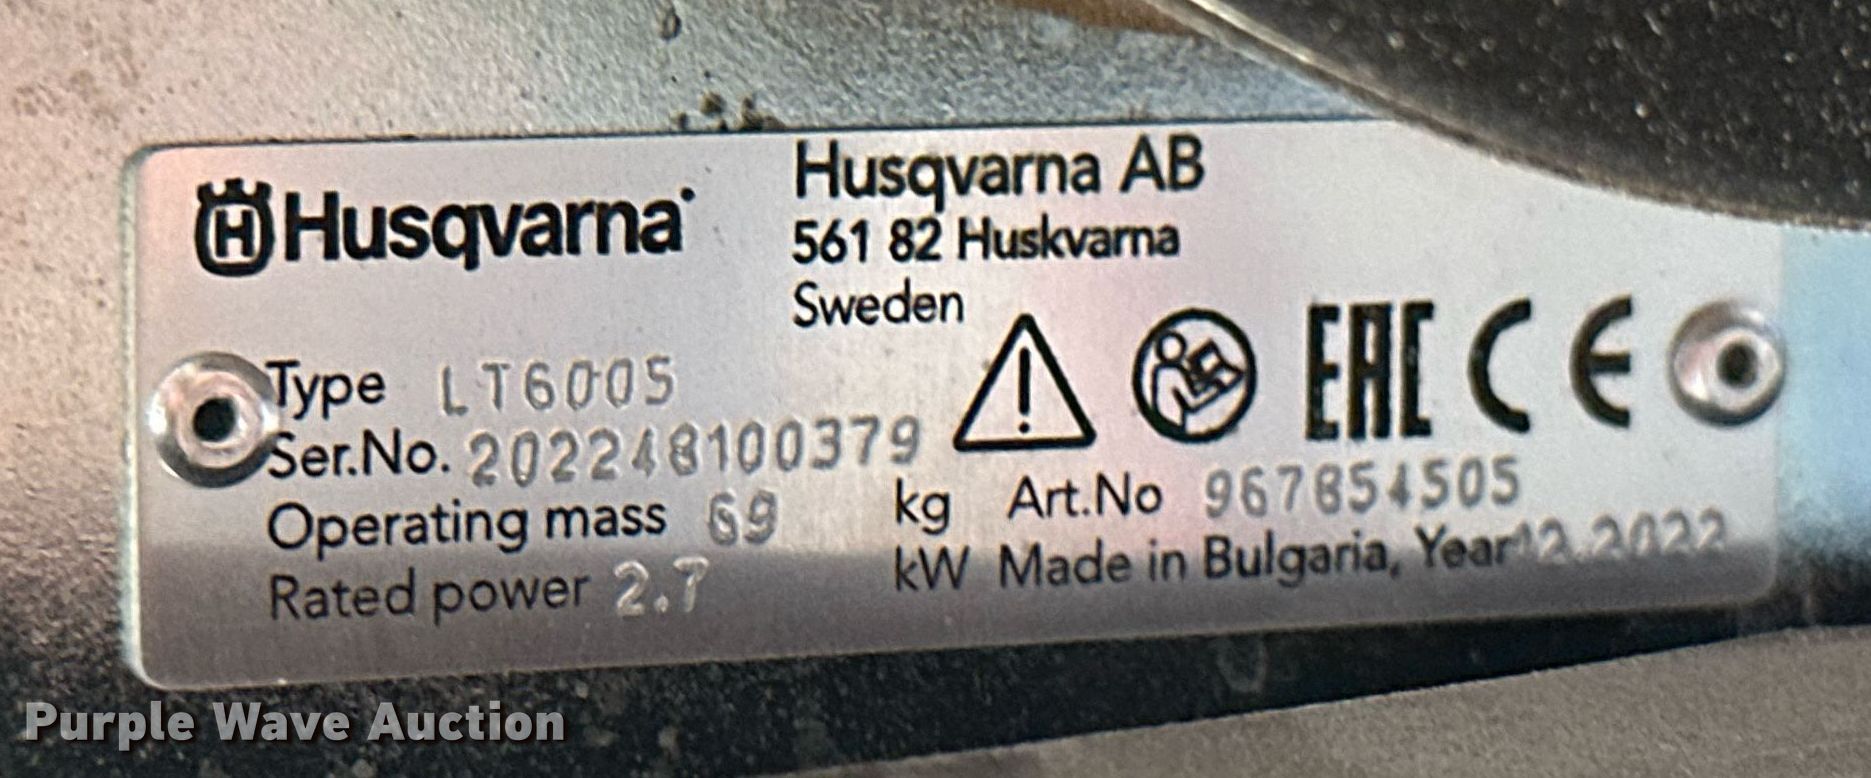 Husqvarna
Husqvarna AB
561 82 Huskvarna
Sweden
Type LT6005
Ser.No. 202248100379
EAC CE
Operating mass 69 kg Art.No 967854505
Rated power 2.7 kW Made in Bulgaria, Year 12.2022
Purple Wave Auction